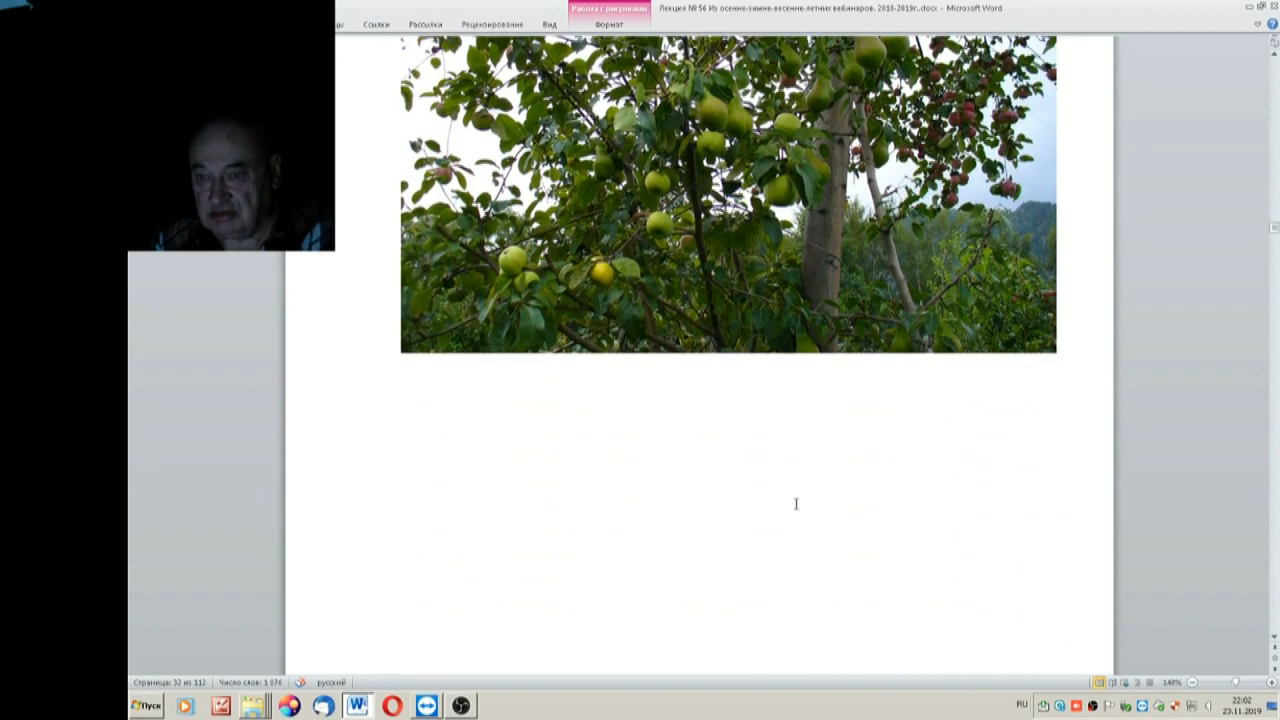 Работа с рисунками
Лекция № 56 Из осенне-зимне-весенне-летних вебинаров, 2018-2019г..docx - Microsoft Word
Ссылки Рассылки Рецензирование Вид Формат
Страница: 32 из 112 Число слов: 1 076 русский 148%
Пуск RU 22:02
23.11.2019